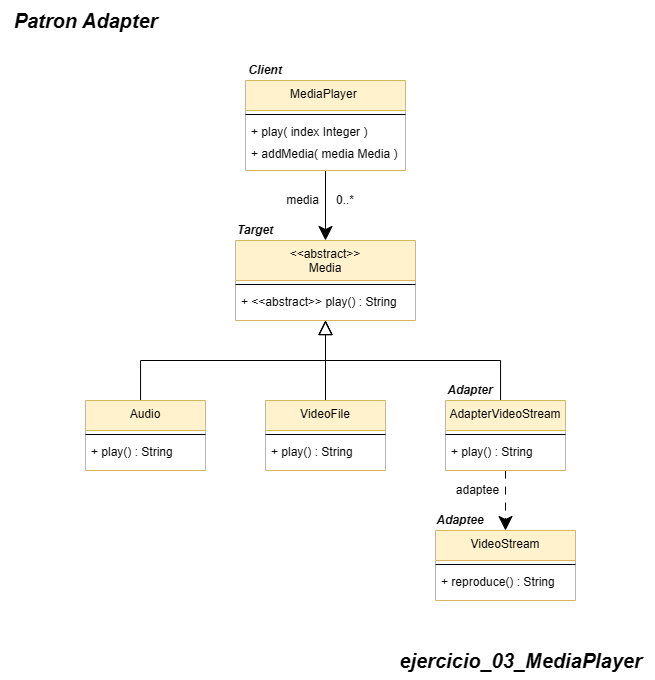 Patron Adapter
Client
MediaPlayer
+ play( index Integer )
+ addMedia( media Media )
media 0..*
Target
<<abstract>>
Media
+ <<abstract>> play() : String
Adapter
Audio VideoFile AdapterVideoStream
+ play() : String + play() : String + play() : String
adaptee
Adaptee
VideoStream
+ reproduce() : String
ejercicio_03_MediaPlayer